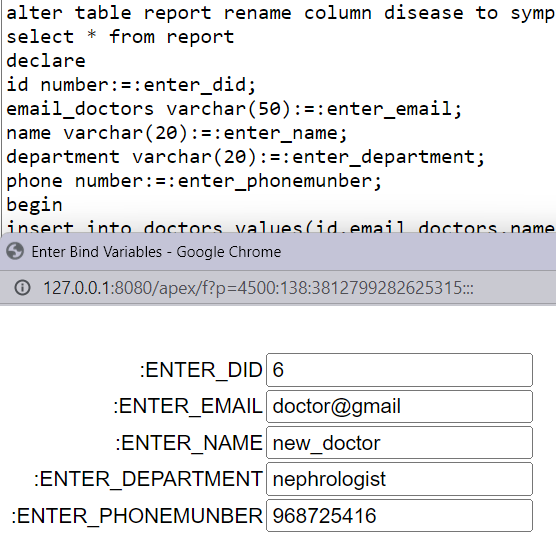 alter table report rename column disease to symp
select * from report
declare
id number:=:enter_did;
email_doctors varchar(50):=:enter_email;
name varchar(20):=:enter_name;
department varchar(20):=:enter_department;
phone number:=:enter_phonemunber;
begin
insert into doctors values(id,email_doctors,name
Enter Bind Variables - Google Chrome
127.0.0.1:8080/apex/f?p=4500:138:3812799282625315:::
:ENTER_DID 6
:ENTER_EMAIL doctor@gmail
:ENTER_NAME new_doctor
:ENTER_DEPARTMENT nephrologist
:ENTER_PHONEMUNBER 968725416